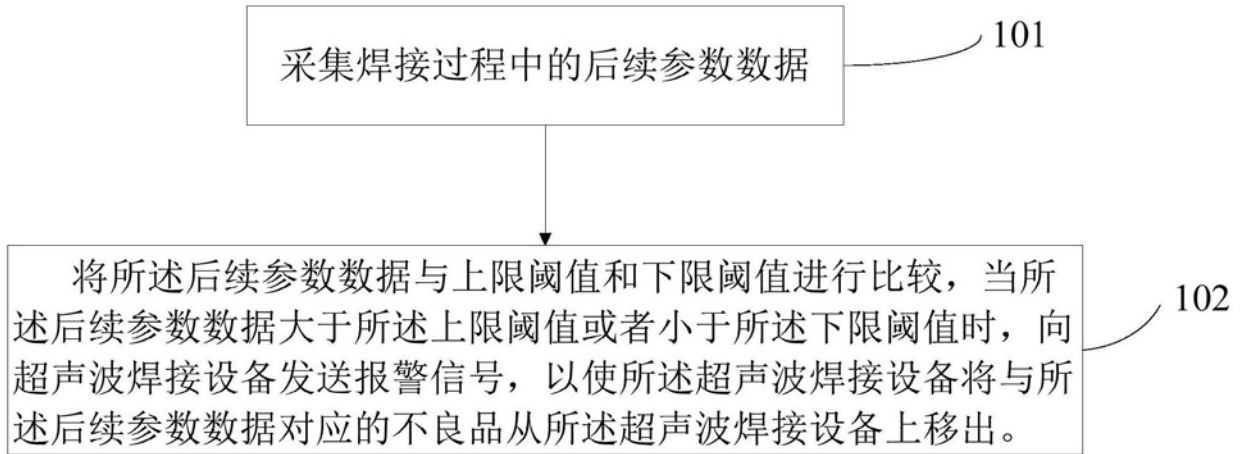 采集焊接过程中的后续参数数据
101
将所述后续参数数据与上限阈值和下限阈值进行比较，当所
述后续参数数据大于所述上限阈值或者小于所述下限阈值时，向
超声波焊接设备发送报警信号，以使所述超声波焊接设备将与所
述后续参数数据对应的不良品从所述超声波焊接设备上移出。
102